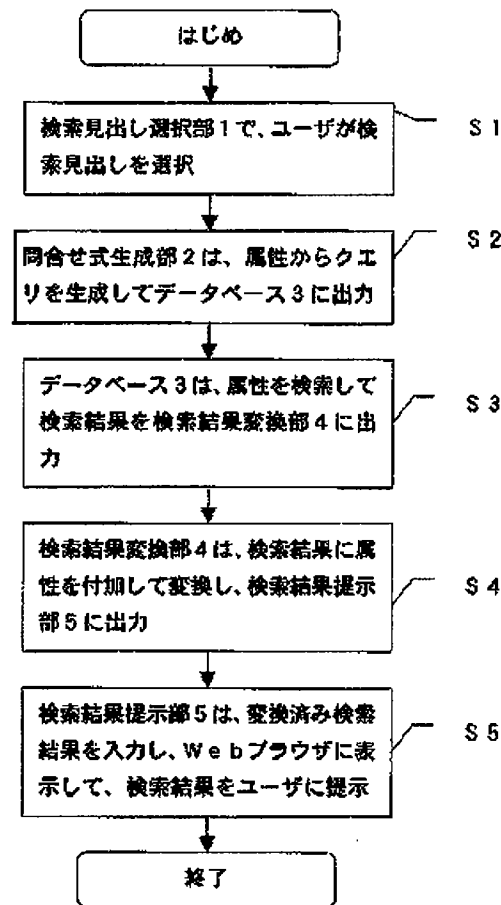 はじめ
検索見出し選択部１で、ユーザが検
索見出しを選択
Ｓ１
問合せ式生成部２は、属性からクエ
リを生成してデータベース３に出力
Ｓ２
データベース３は、属性を検索して
検索結果を検索結果変換部４に出
力
Ｓ３
検索結果変換部４は、検索結果に属
性を付加して変換し、検索結果提示
部５に出力
Ｓ４
検索結果提示部５は、変換済み検索
結果を入力し、Ｗｅｂブラウザに表
示して、検索結果をユーザに提示
Ｓ５
終了